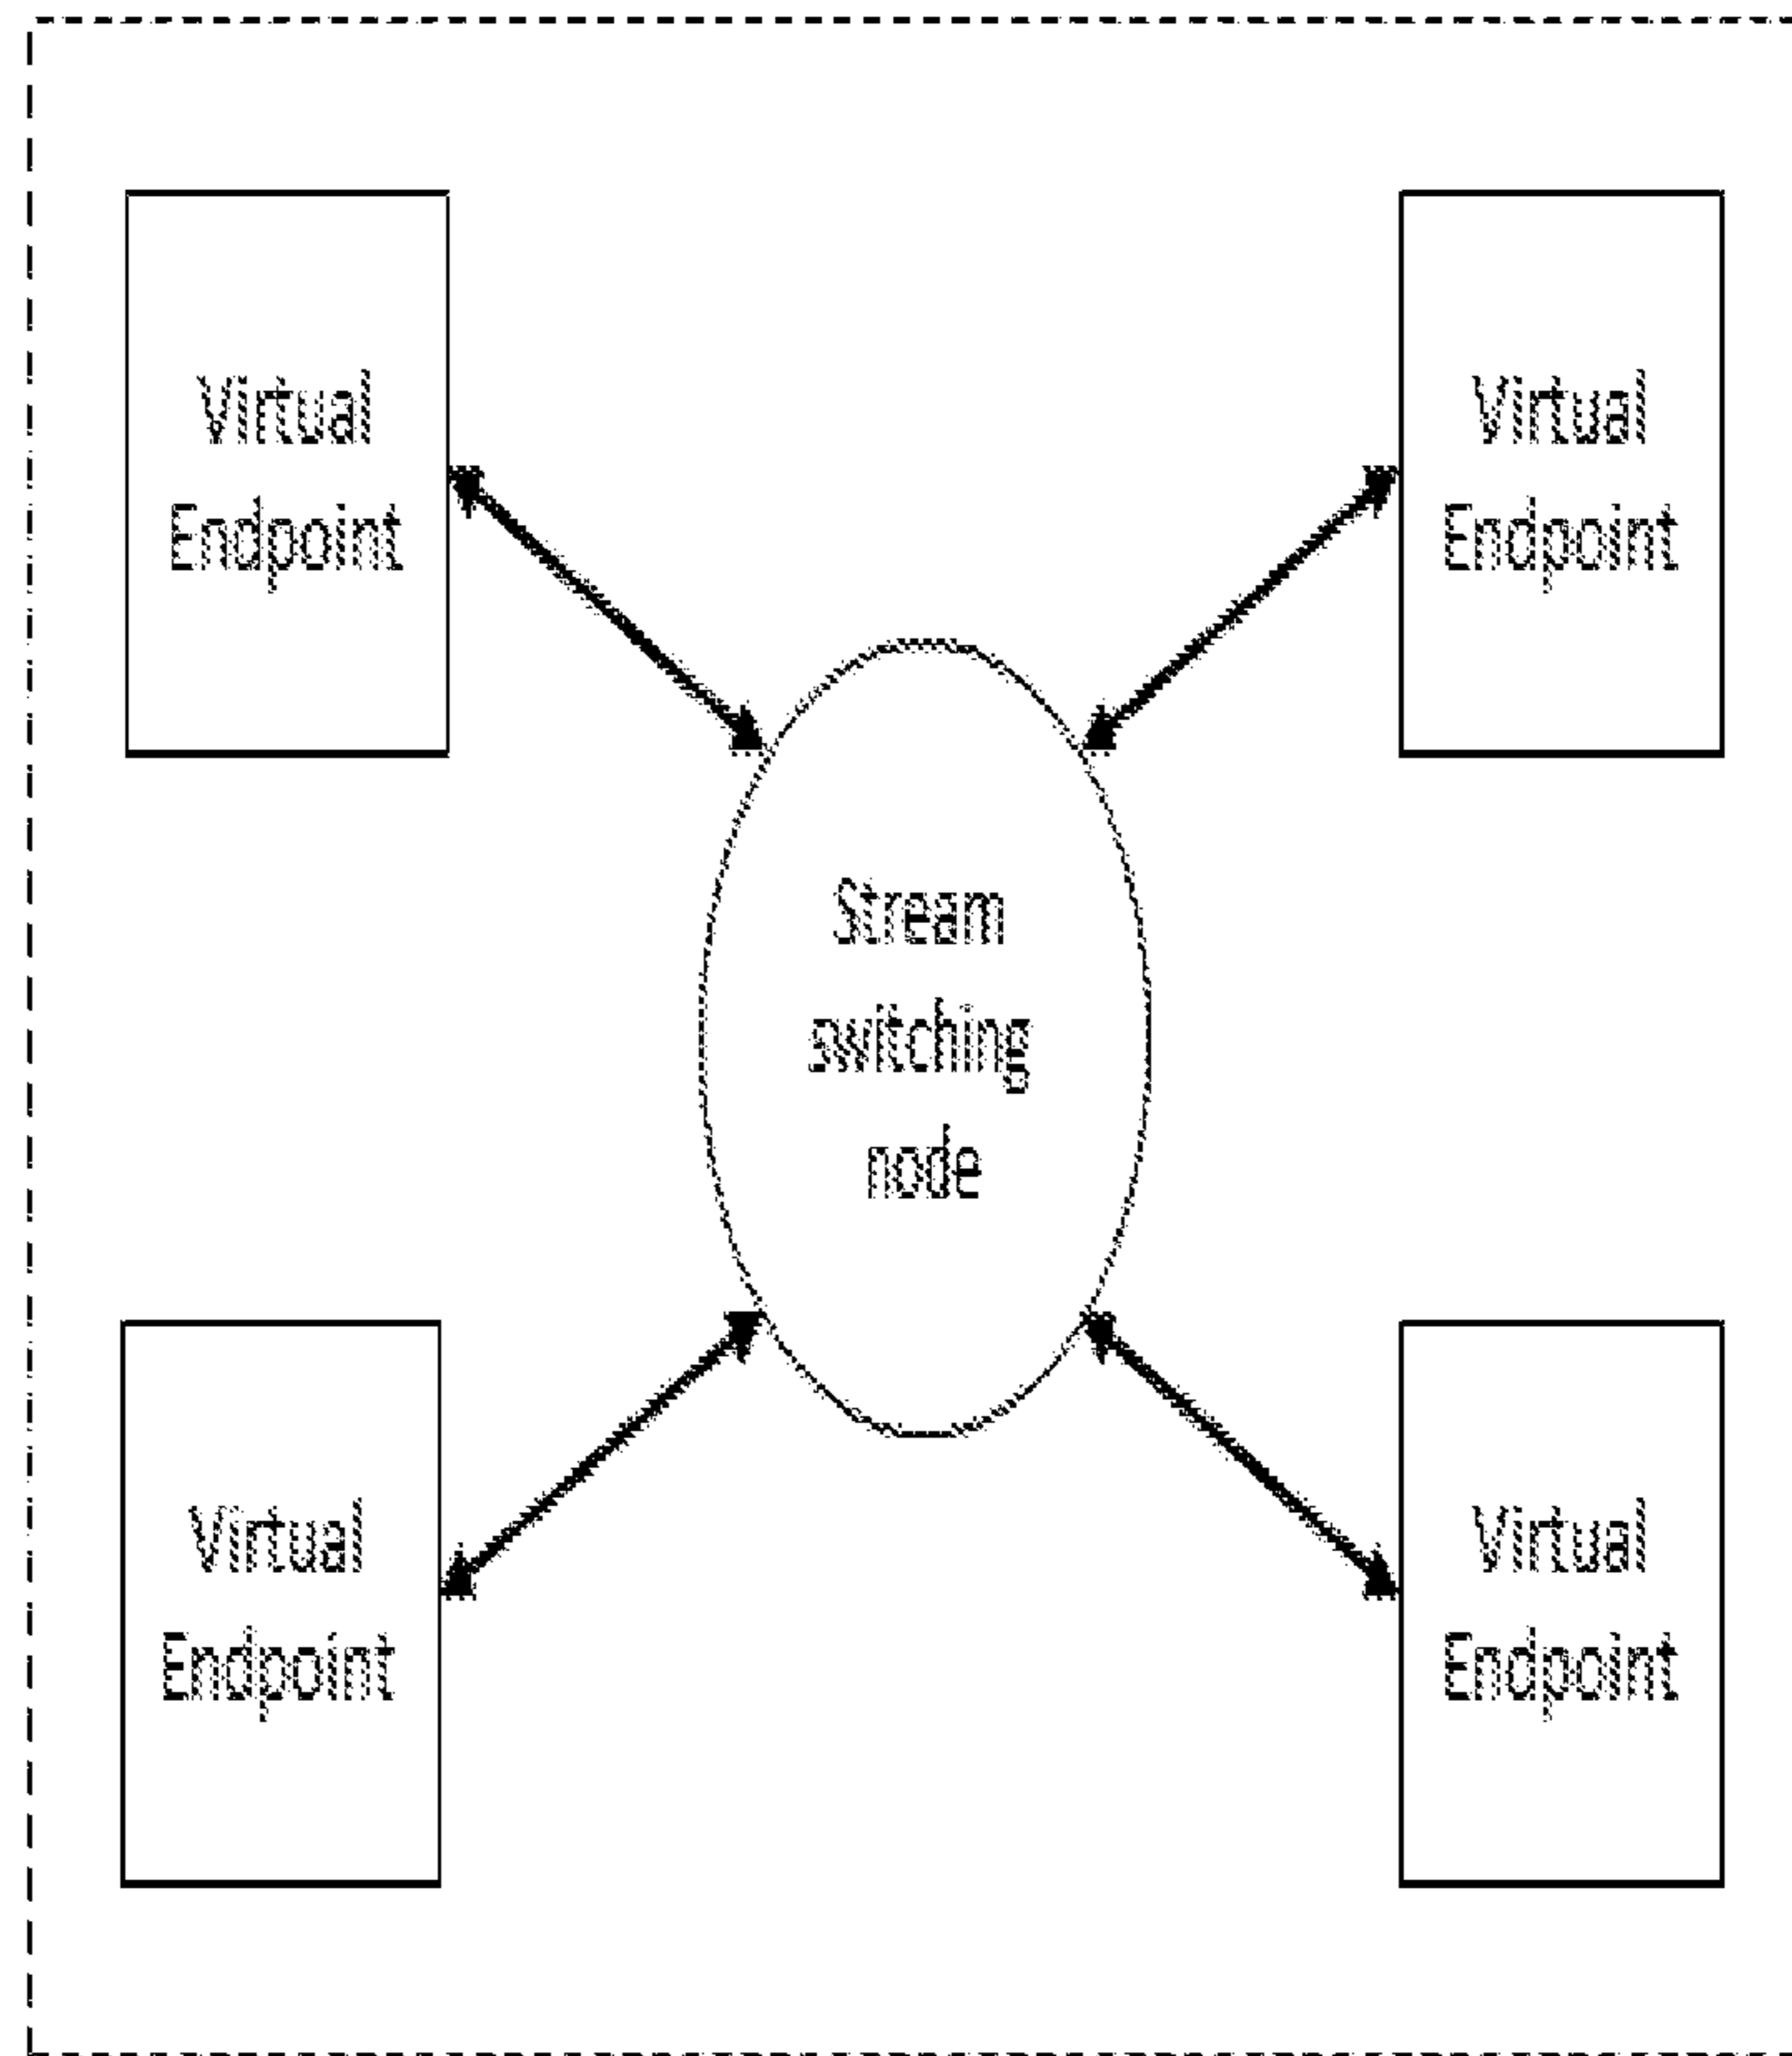 Virtual
Endpoint
Virtual
Endpoint
Stream
switching
node
Virtual
Endpoint
Virtual
Endpoint